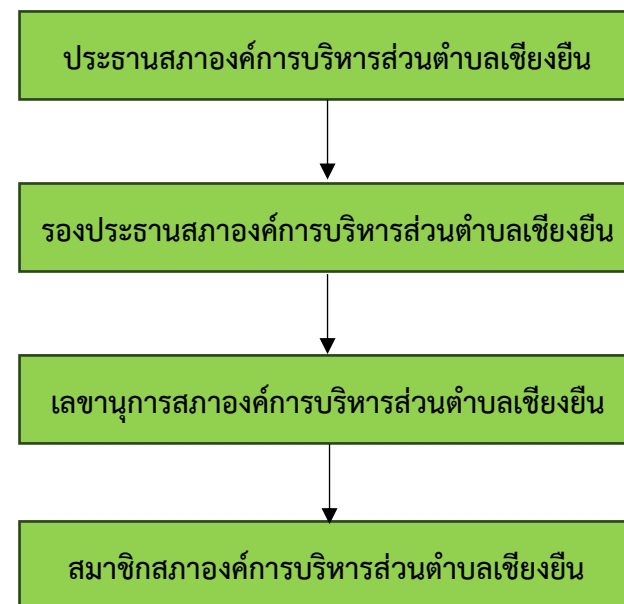 ประธานสภาองค์การบริหารส่วนตำบลเชียงยืน
รองประธานสภาองค์การบริหารส่วนตำบลเชียงยืน
เลขานุการสภาองค์การบริหารส่วนตำบลเชียงยืน
สมาชิกสภาองค์การบริหารส่วนตำบลเชียงยืน